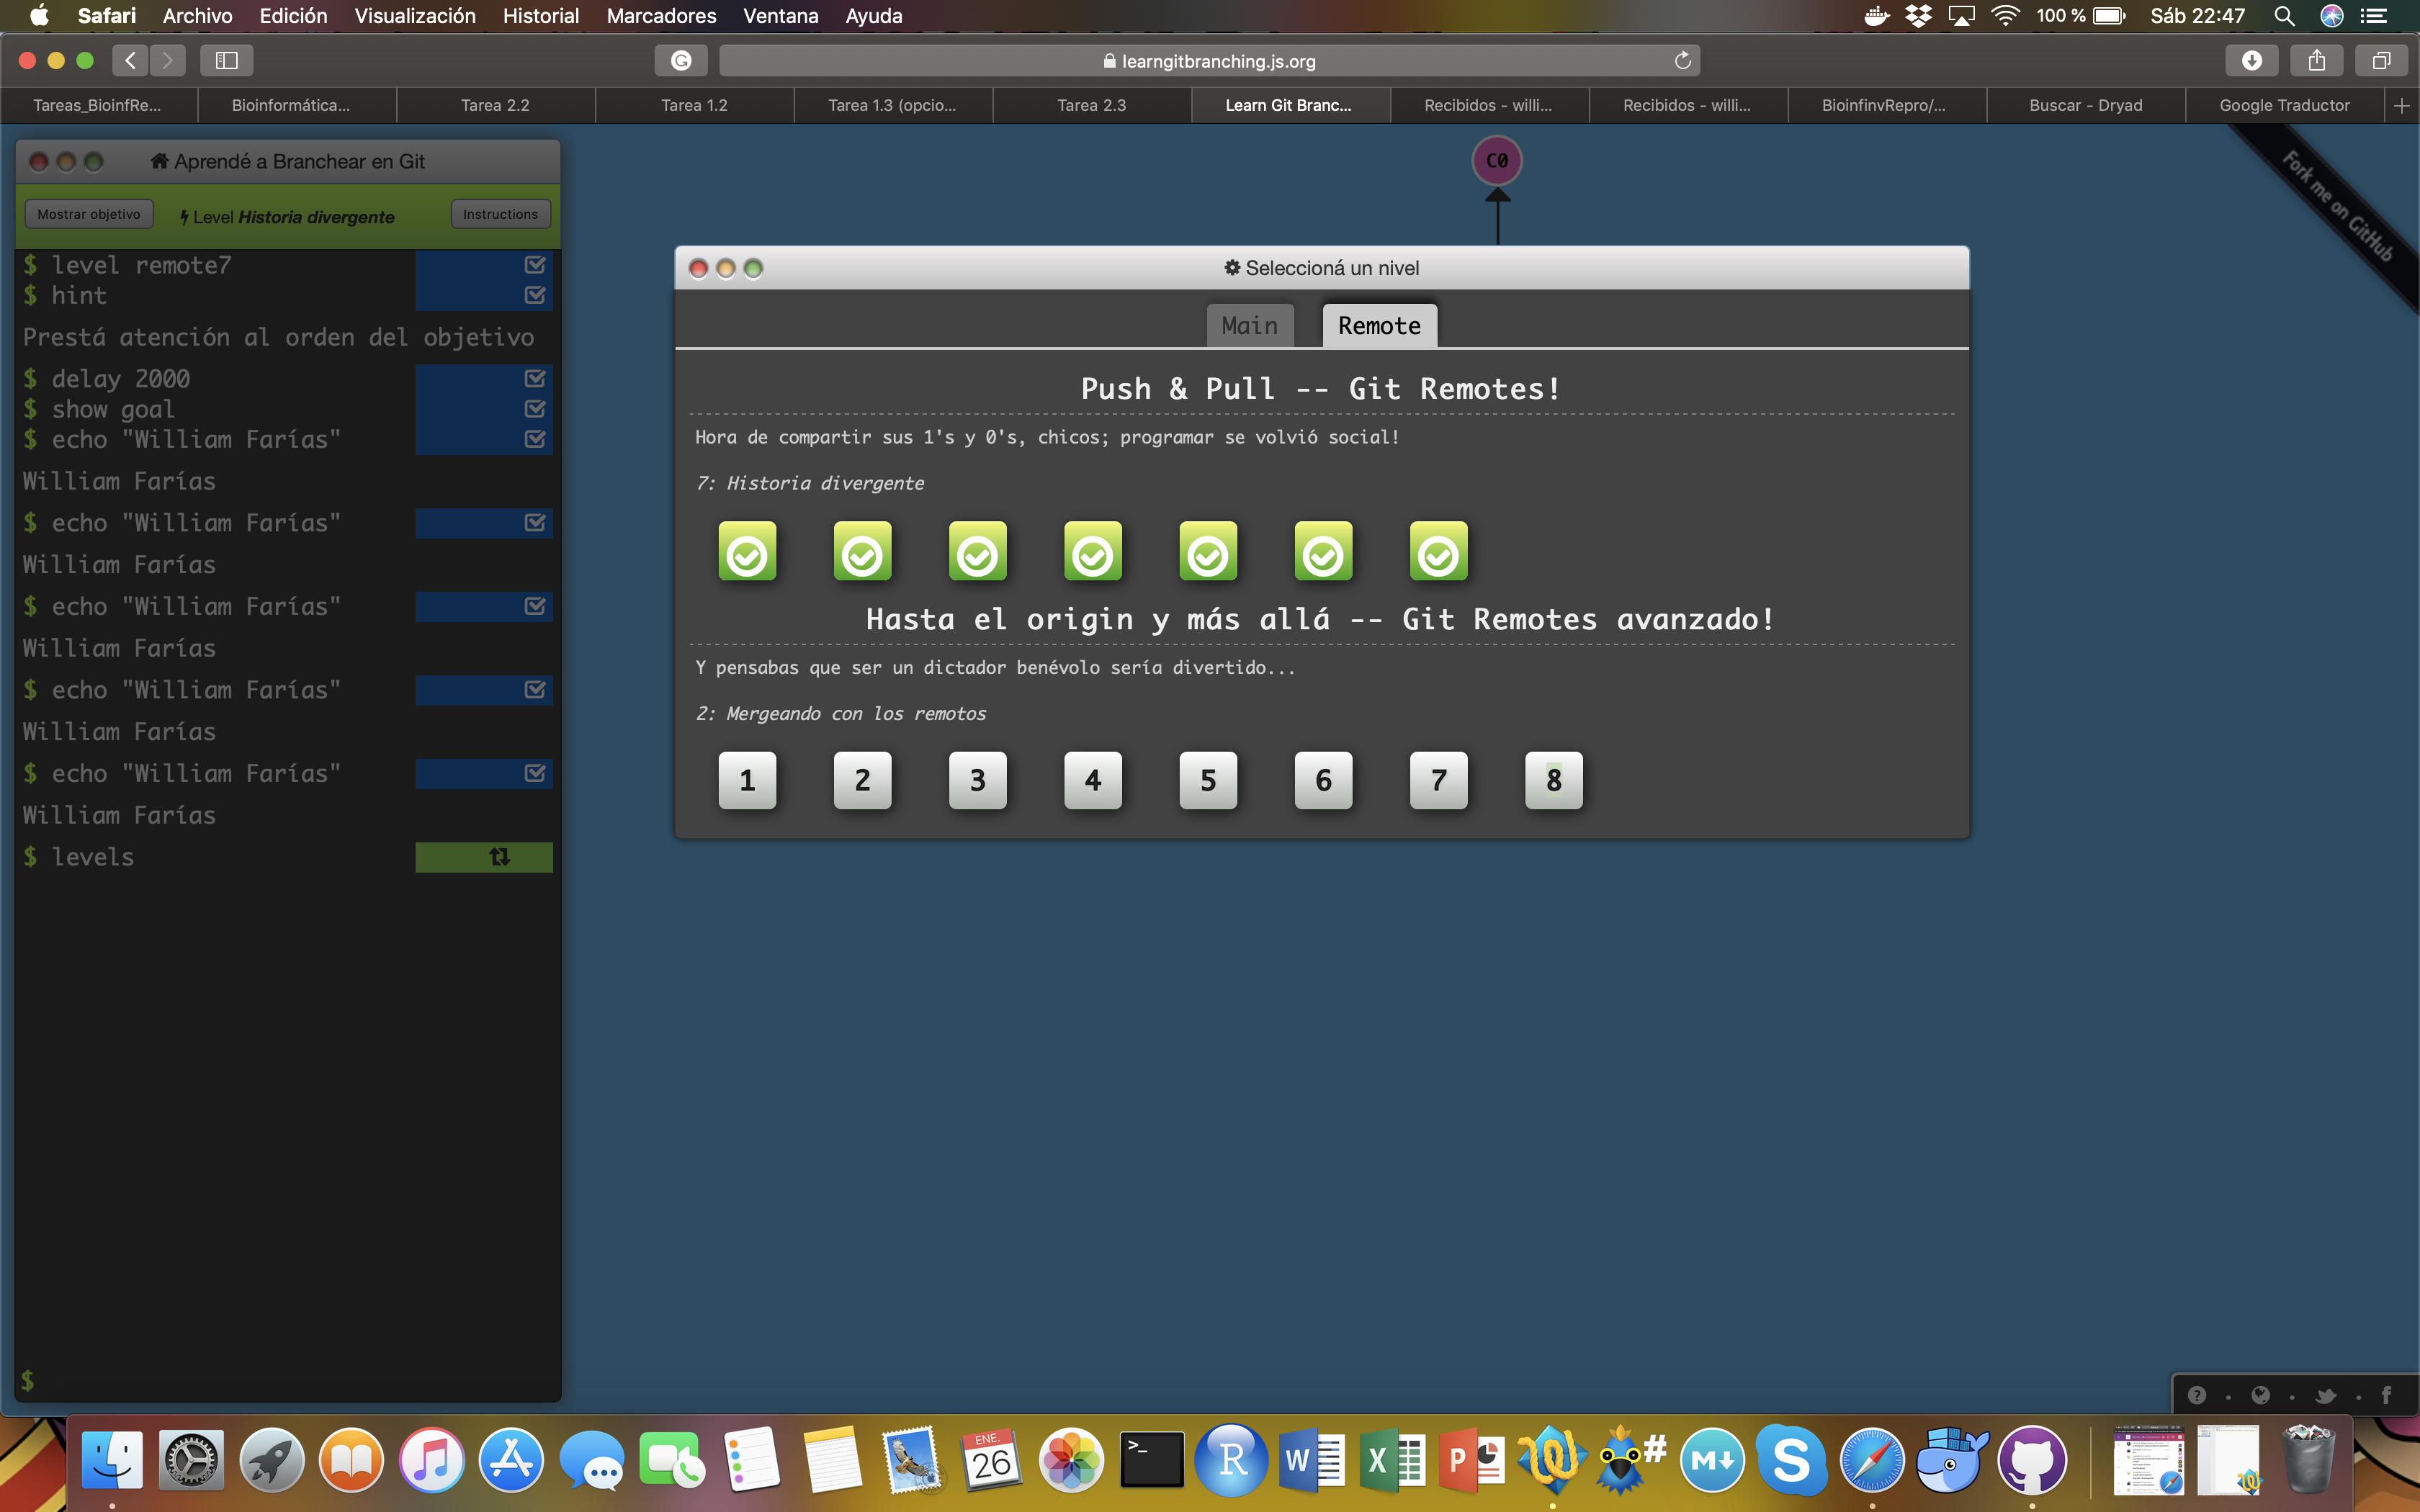 Safari Archivo Edición Visualización Historial Marcadores Ventana Ayuda 100 % Sáb 22:47
learngitbranching.js.org
Tareas_BioinfRe... Bioinformática... Tarea 2.2 Tarea 1.2 Tarea 1.3 (opcio... Tarea 2.3 Learn Git Branc... Recibidos - willi... Recibidos - willi... BioinfinvRepro/... Buscar - Dryad Google Traductor
Aprendé a Branchear en Git
Mostrar objetivo Level Historia divergente Instructions
$ level remote7
$ hint
Prestá atención al orden del objetivo
$ delay 2000
$ show goal
$ echo "William Farías"
William Farías
$ echo "William Farías"
William Farías
$ echo "William Farías"
William Farías
$ echo "William Farías"
William Farías
$ echo "William Farías"
William Farías
$ levels
$
C0
Fork me on GitHub
Seleccioná un nivel
Main Remote
Push & Pull -- Git Remotes!
Hora de compartir sus 1's y 0's, chicos; programar se volvió social!
7: Historia divergente
Hasta el origin y más allá -- Git Remotes avanzado!
Y pensabas que ser un dictador benévolo sería divertido...
2: Mergeando con los remotos
1 2 3 4 5 6 7 8
ENE.
26